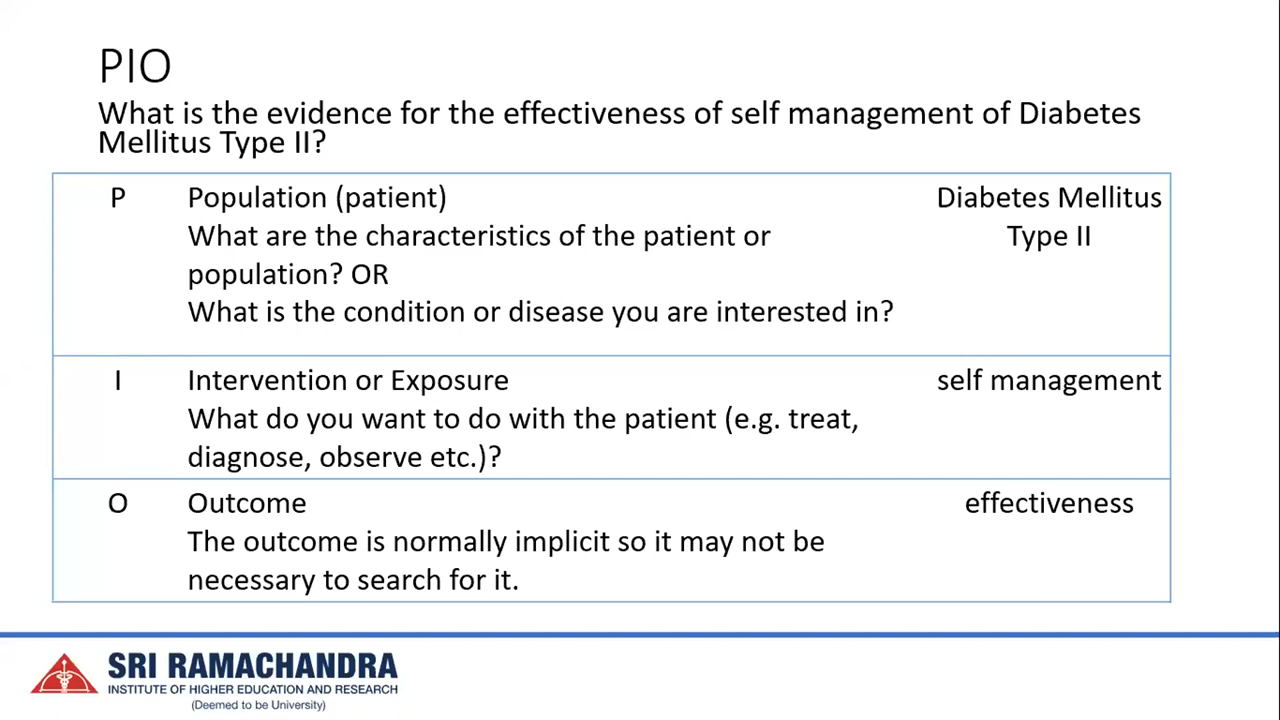 PIO
What is the evidence for the effectiveness of self management of Diabetes
Mellitus Type II?
P
Population (patient)
What are the characteristics of the patient or
population? OR
What is the condition or disease you are interested in?
Diabetes Mellitus
Type II
I
Intervention or Exposure
What do you want to do with the patient (e.g. treat,
diagnose, observe etc.)?
self management
O
Outcome
The outcome is normally implicit so it may not be
necessary to search for it.
effectiveness
SRI RAMACHANDRA
INSTITUTE OF HIGHER EDUCATION AND RESEARCH
(Deemed to be University)